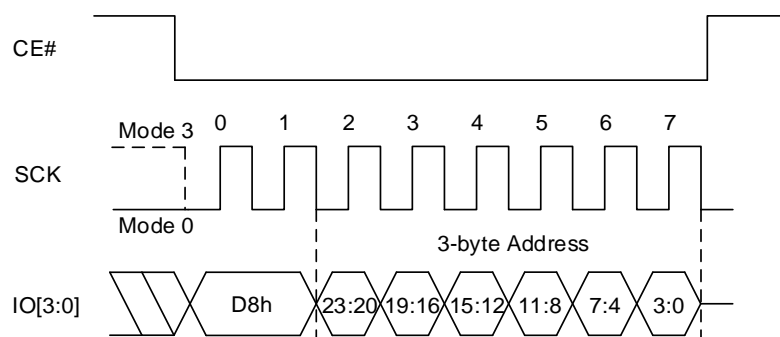 CE#
Mode 3
0 1 2 3 4 5 6 7
SCK
Mode 0
3-byte Address
IO[3:0]
D8h 23:20 19:16 15:12 11:8 7:4 3:0